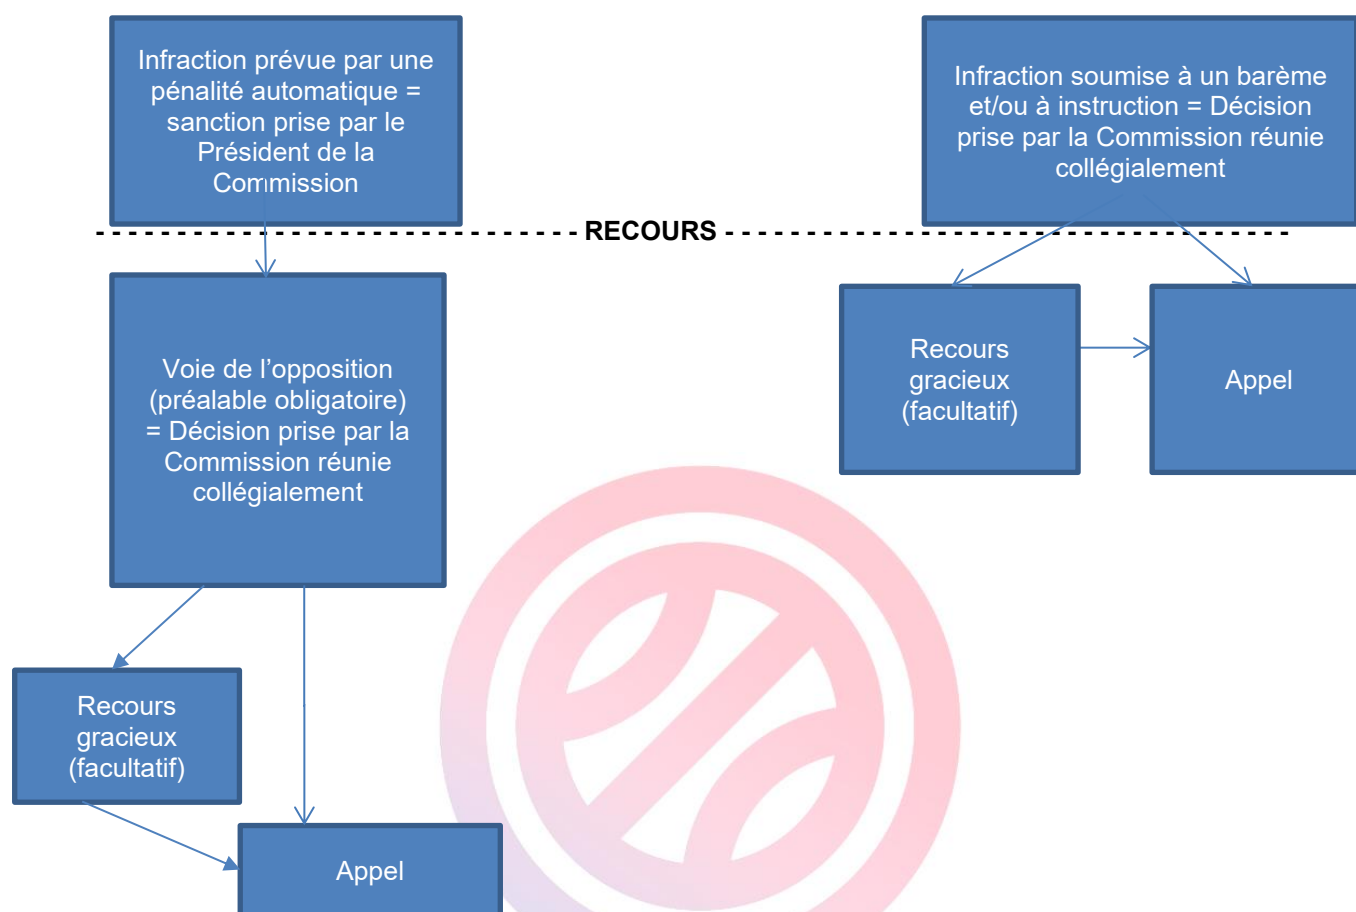 Infraction prévue par une
pénalité automatique =
sanction prise par le
Président de la
Commission
Infraction soumise à un barème
et/ou à instruction = Décision
prise par la Commission réunie
collégialement
RECOURS
Voie de l’opposition
(préalable obligatoire)
= Décision prise par la
Commission réunie
collégialement
Recours
gracieux
(facultatif)
Appel
Recours
gracieux
(facultatif)
Appel